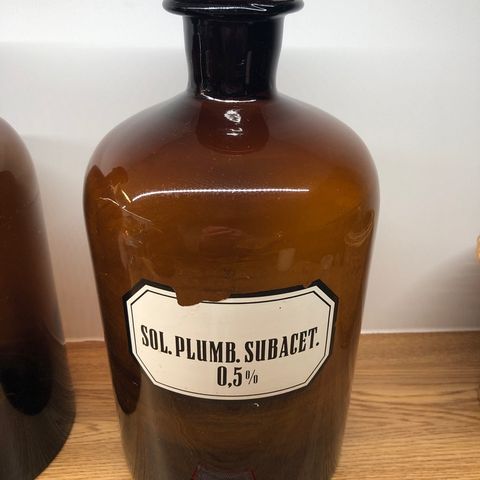 SOL. PLUMB. SUBACET.
0,5%